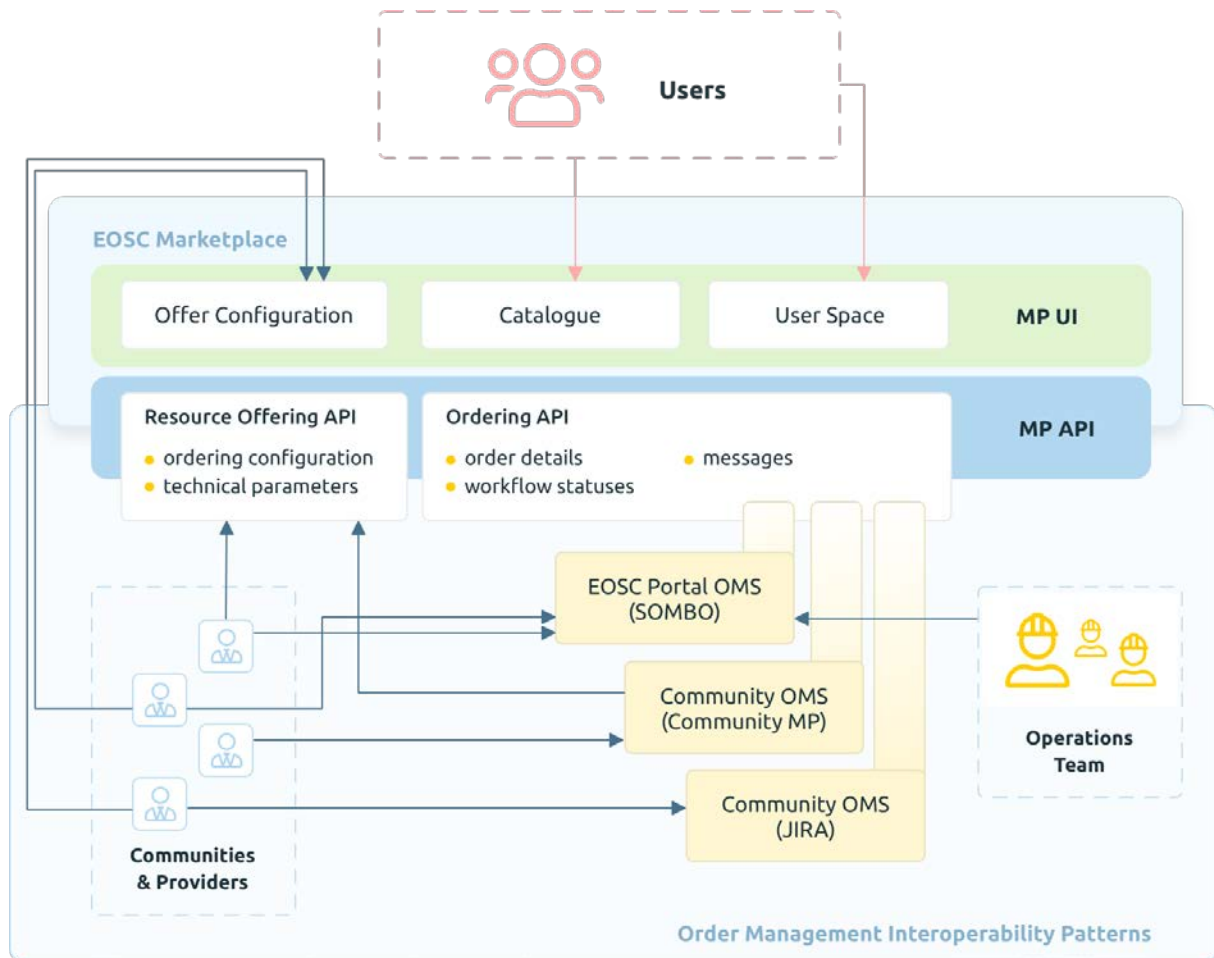 Users
EOSC Marketplace
Offer Configuration
Catalogue
User Space
MP UI
Resource Offering API
ordering configuration
technical parameters
Ordering API
order details
messages
workflow statuses
MP API
EOSC Portal OMS
(SOMBO)
Community OMS
(Community MP)
Community OMS
(JIRA)
Operations
Team
Communities
& Providers
Order Management Interoperability Patterns